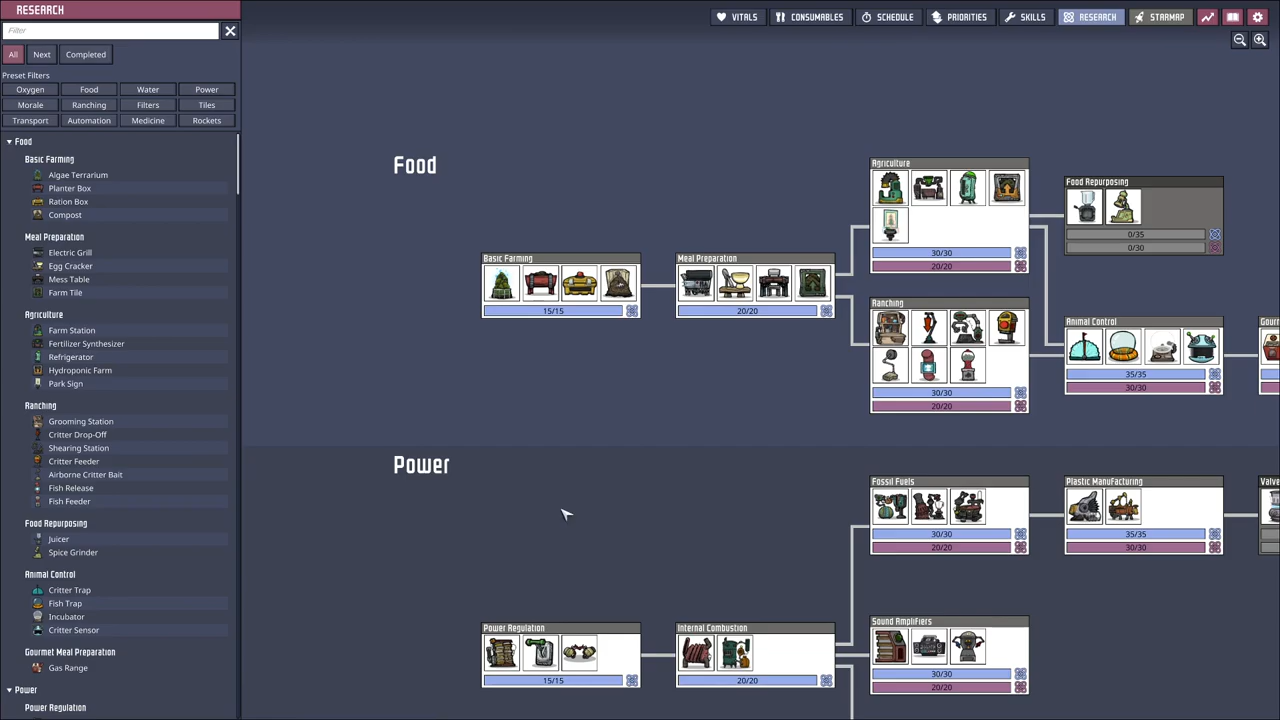 RESEARCH
Filter
All
Next
Completed
Preset Filters
Oxygen
Food
Water
Power
Morale
Ranching
Filters
Tiles
Transport
Automation
Medicine
Rockets
Food
Basic Farming
Algae Terrarium
Planter Box
Ration Box
Compost
Meal Preparation
Electric Grill
Egg Cracker
Mess Table
Farm Tile
Agriculture
Farm Station
Fertilizer Synthesizer
Refrigerator
Hydroponic Farm
Park Sign
Ranching
Grooming Station
Critter Drop-Off
Shearing Station
Critter Feeder
Airborne Critter Bait
Fish Release
Fish Feeder
Food Repurposing
Juicer
Spice Grinder
Animal Control
Critter Trap
Fish Trap
Incubator
Critter Sensor
Gourmet Meal Preparation
Gas Range
Power
Power Regulation
VITALS
CONSUMABLES
SCHEDULE
PRIORITIES
SKILLS
RESEARCH
STARMAP
Food
Basic Farming
15/15
Meal Preparation
20/20
Agriculture
30/30
20/20
Ranching
30/30
20/20
Food Repurposing
0/35
0/30
Animal Control
35/35
30/30
Gour
Power
Power Regulation
15/15
Internal Combustion
20/20
Fossil Fuels
30/30
20/20
Sound Amplifiers
30/30
20/20
Plastic Manufacturing
35/35
30/30
Valve